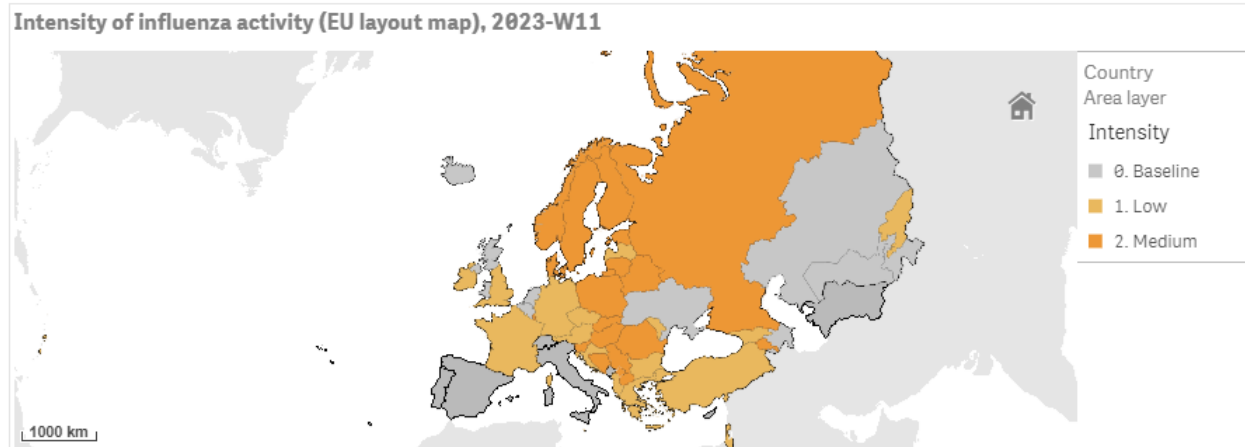 Intensity of influenza activity (EU layout map), 2023-W11
Country
Area layer
Intensity
0. Baseline
1. Low
2. Medium
1000 km